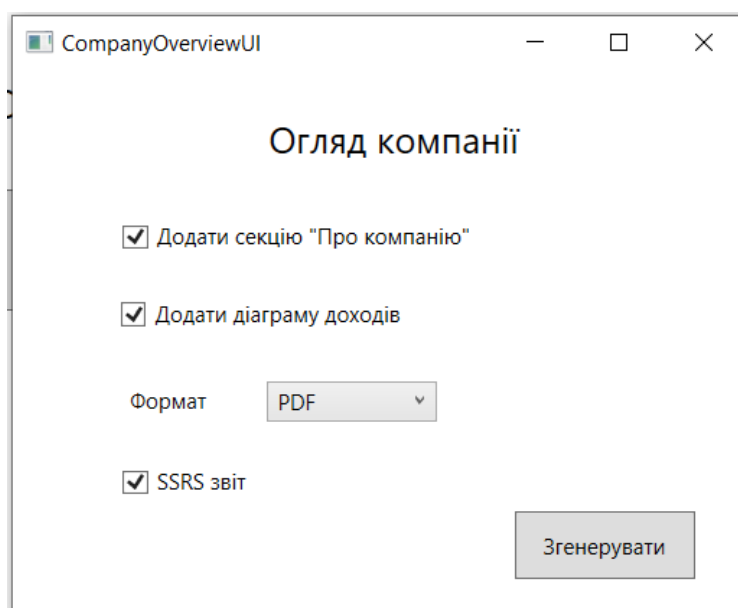 CompanyOverviewUI
Огляд компанії
Додати секцію "Про компанію"
Додати діаграму доходів
Формат PDF
SSRS звіт
Згенерувати